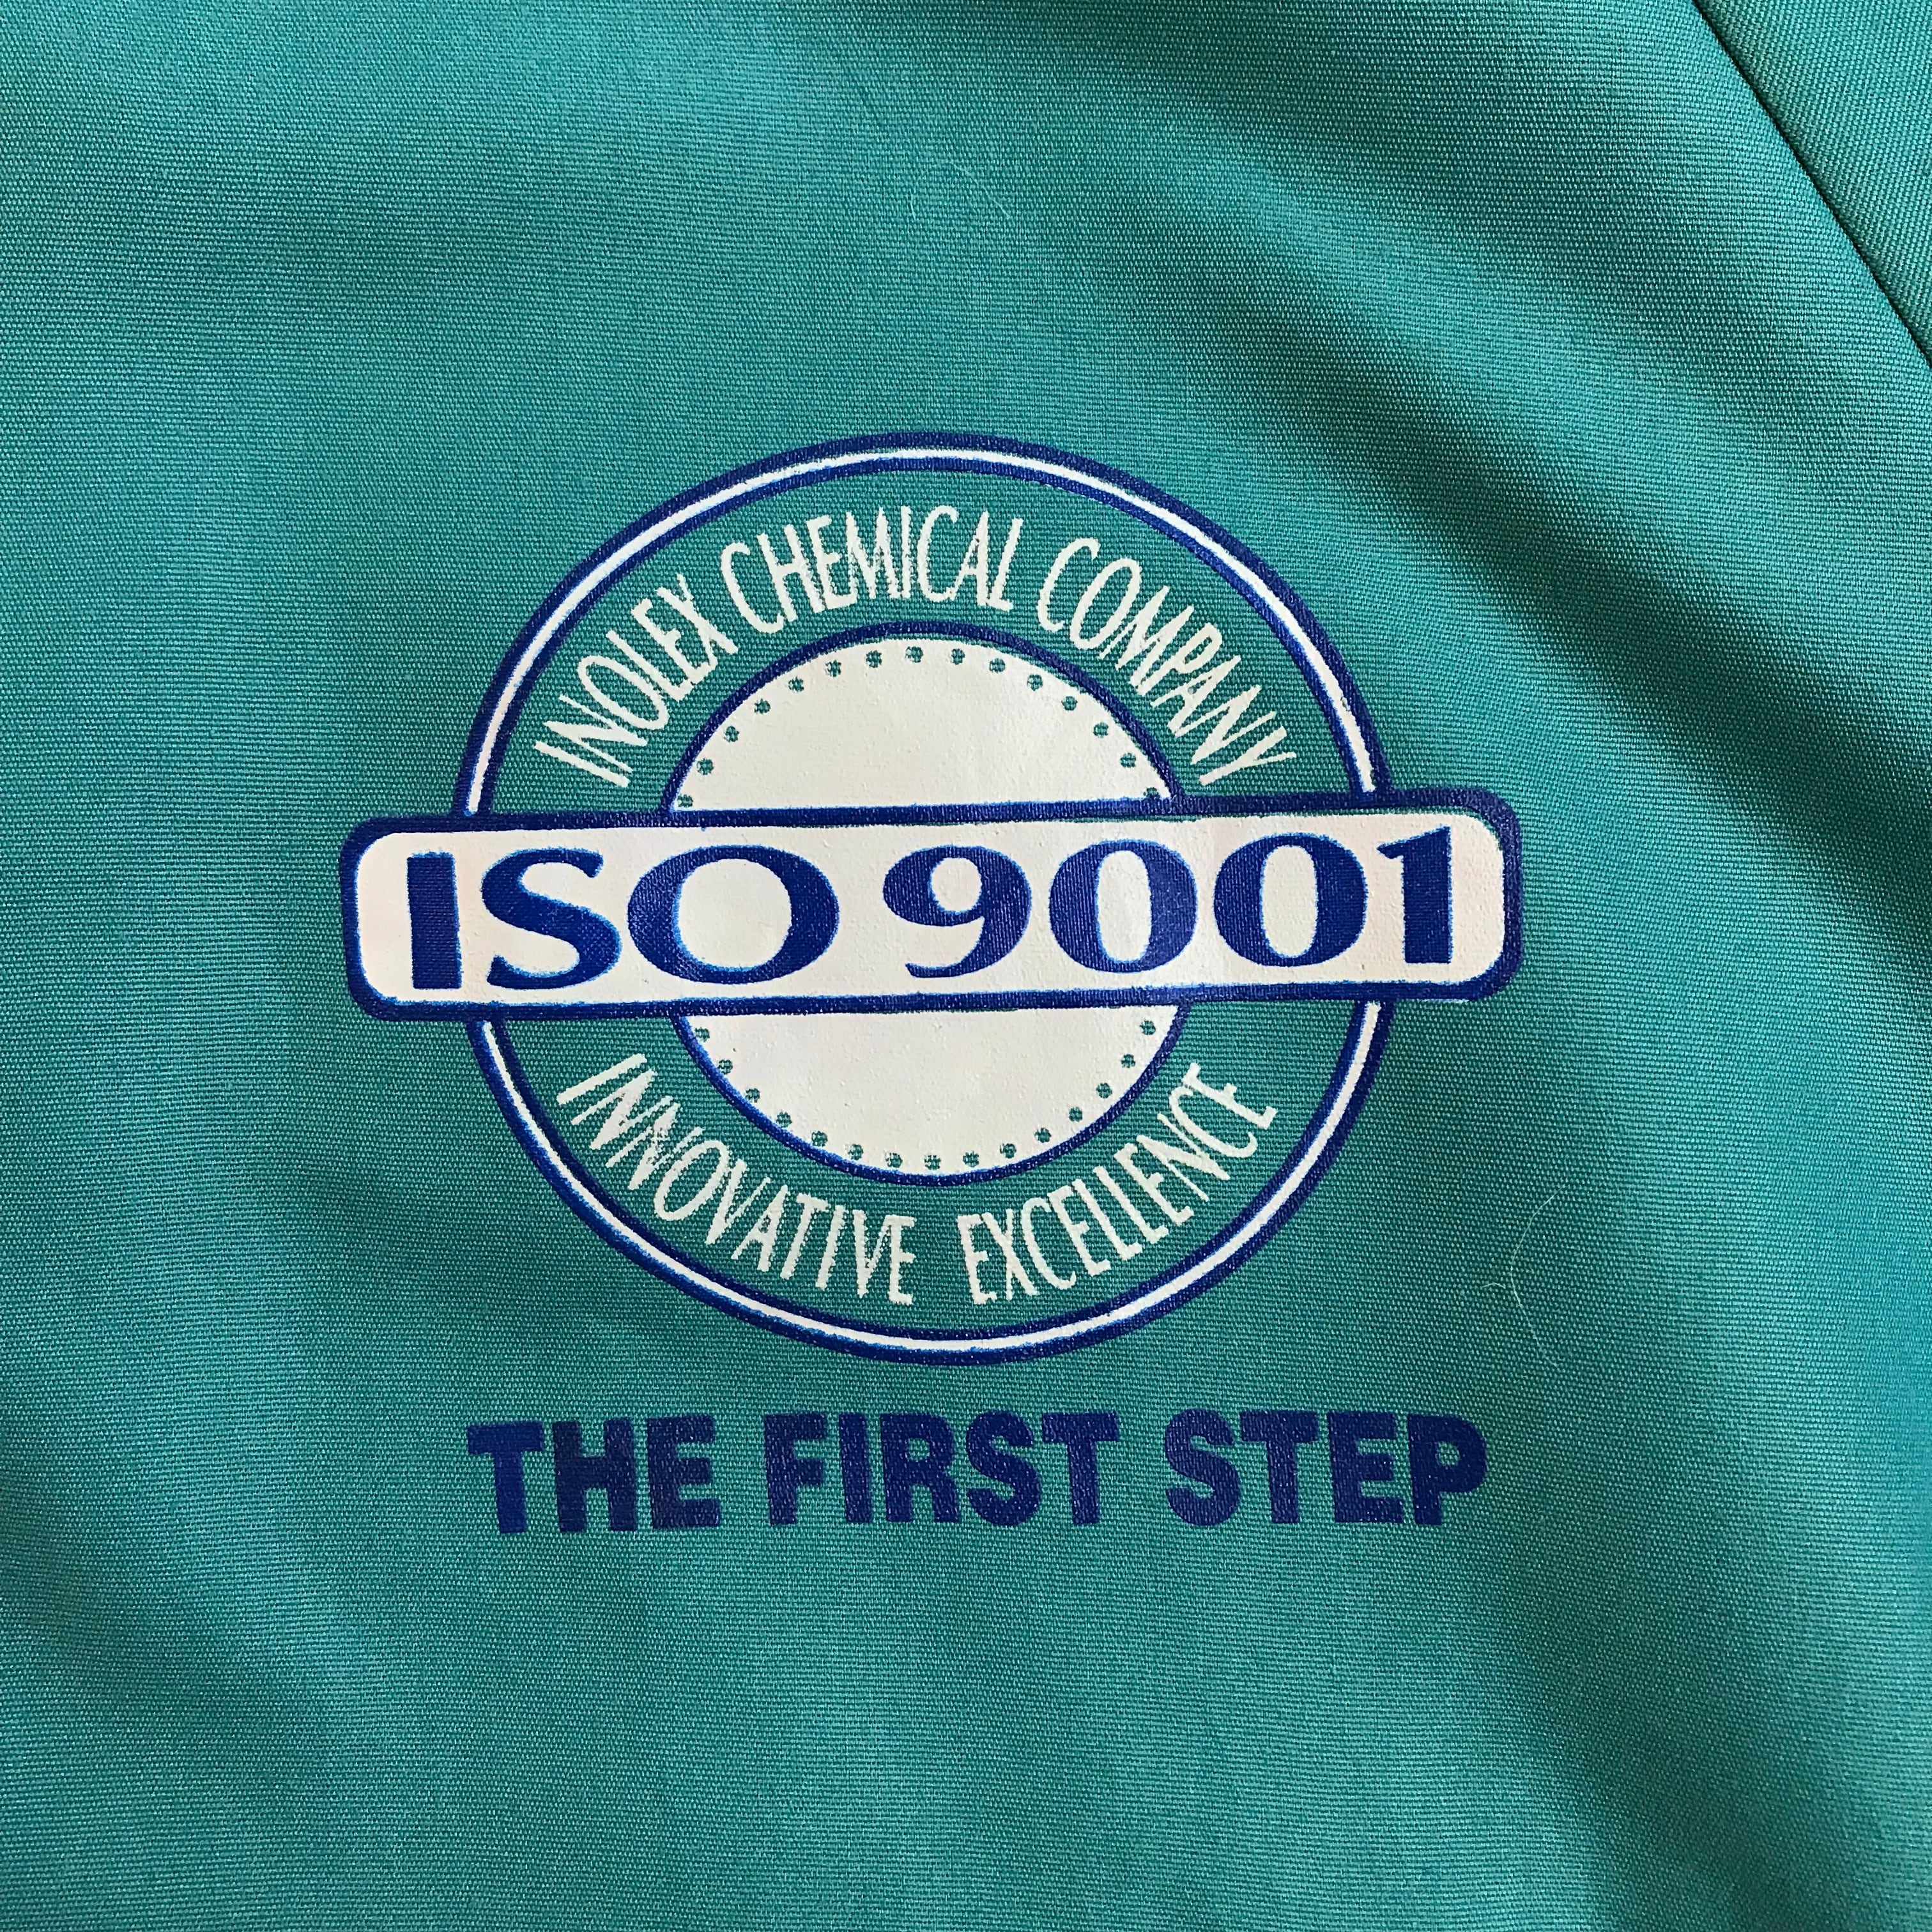 INOLEX CHEMICAL COMPANY
ISO 9001
INNOVATIVE EXCELLENCE
THE FIRST STEP